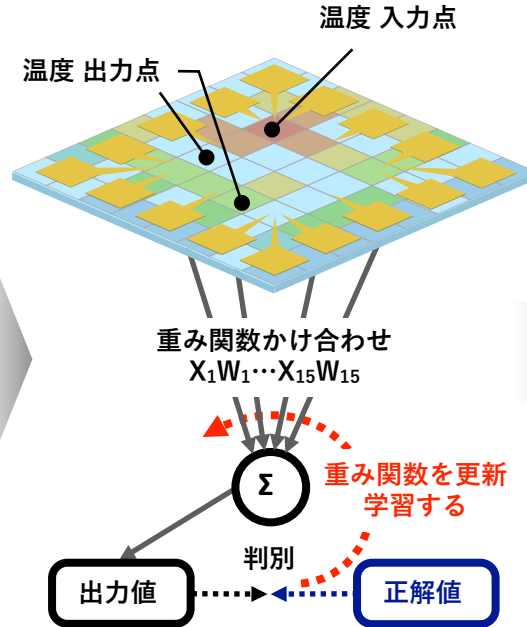 温度 入力点
温度 出力点
重み関数かけ合わせ
X₁W₁⋯X₁₅W₁₅
Σ
重み関数を更新
学習する
判別
出力値
正解値